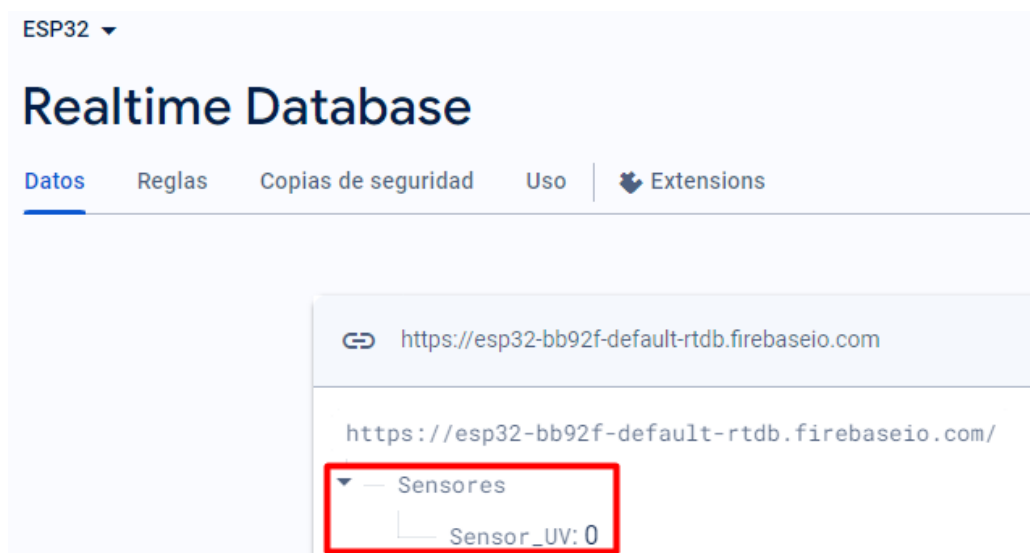 ESP32
Realtime Database
Datos Reglas Copias de seguridad Uso Extensions
https://esp32-bb92f-default-rtdb.firebaseio.com
https://esp32-bb92f-default-rtdb.firebaseio.com/
Sensores
Sensor_UV: 0